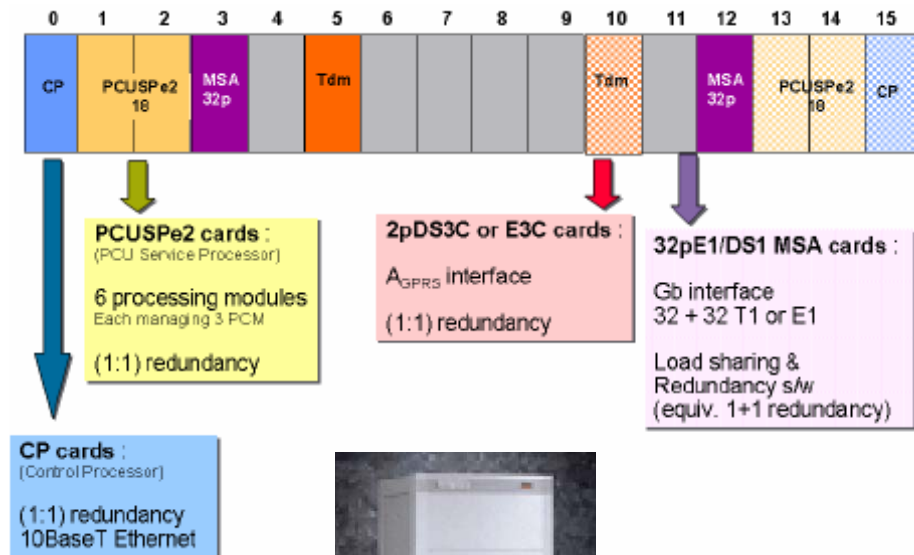 0 1 2 3 4 5 6 7 8 9 10 11 12 13 14 15
CP
PCUSPe2
18
MSA
32p
Tdm
Tdm
MSA
32p
PCUSPe2
18
CP
PCUSPe2 cards :
(PCU Service Processor)
6 processing modules
Each managing 3 PCM
(1:1) redundancy
2pDS3C or E3C cards :
AGPRS interface
(1:1) redundancy
32pE1/DS1 MSA cards :
Gb interface
32 + 32 T1 or E1
Load sharing &
Redundancy s/w
(equiv. 1+1 redundancy)
CP cards :
(Control Processor)
(1:1) redundancy
10BaseT Ethernet